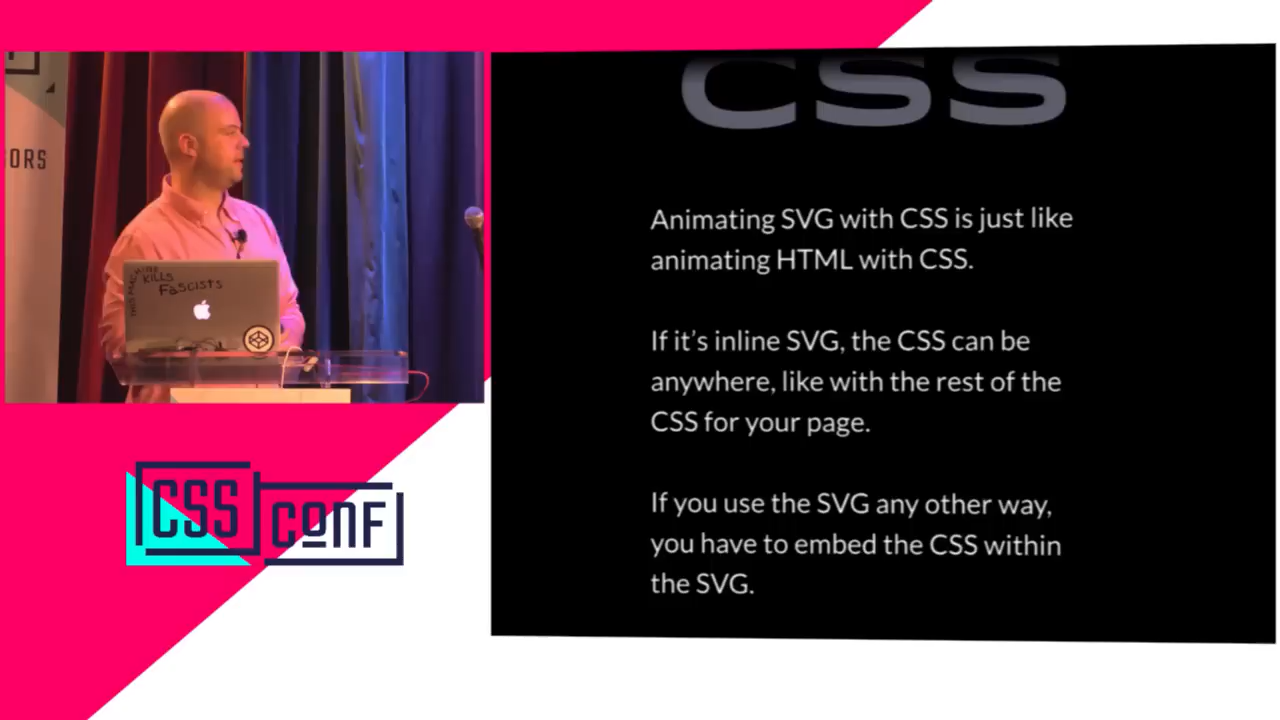 ORS
THIS MACHINE
KILLS
Fascists
CSS
CONF
CSS
Animating SVG with CSS is just like
animating HTML with CSS.
If it's inline SVG, the CSS can be
anywhere, like with the rest of the
CSS for your page.
If you use the SVG any other way,
you have to embed the CSS within
the SVG.